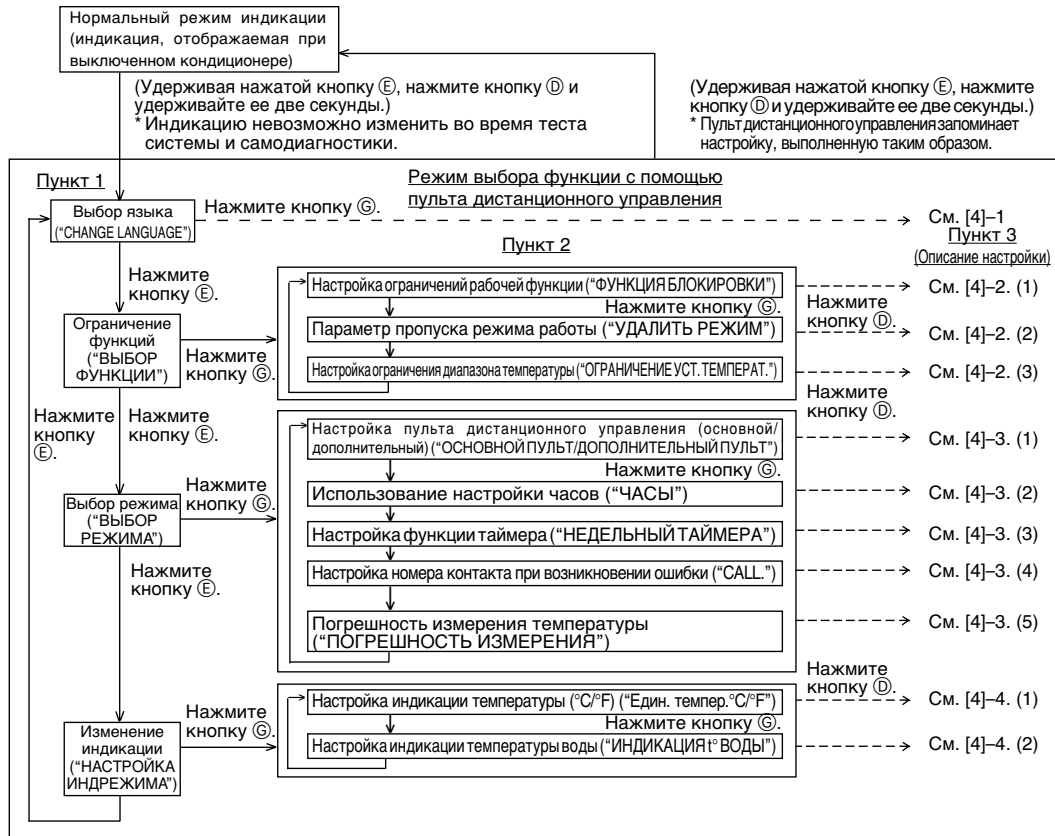 Нормальный режим индикации
(индикация, отображаемая при
выключенном кондиционере)
(Удерживая нажатой кнопку Ⓔ, нажмите кнопку Ⓓ и
удерживайте ее две секунды.)
* Индикацию невозможно изменить во время теста
системы и самодиагностики.
(Удерживая нажатой кнопку Ⓔ, нажмите
кнопку Ⓓ и удерживайте ее две секунды.)
* Пульт дистанционного управления запоминает
настройку, выполненную таким образом.
Пункт 1
Режим выбора функции с помощью
пульта дистанционного управления
Выбор языка
(“CHANGE LANGUAGE”)
Нажмите кнопку Ⓖ.
См. [4]–1
Пункт 2
Пункт 3
(Описание настройки)
Нажмите
кнопку Ⓔ.
Ограничение
функций
(“ВЫБОР
ФУНКЦИИ”)
Нажмите
кнопку Ⓖ.
Настройка ограничений рабочей функции (“ФУНКЦИЯ БЛОКИРОВКИ”)
Нажмите кнопку Ⓖ.
Параметр пропуска режима работы (“УДАЛИТЬ РЕЖИМ”)
Настройка ограничения диапазона температуры (“ОГРАНИЧЕНИЕ УСТ. ТЕМПЕРАТ.”)
Нажмите
кнопку Ⓓ.
См. [4]–2. (1)
См. [4]–2. (2)
См. [4]–2. (3)
Нажмите
кнопку
Ⓔ.
Нажмите
кнопку Ⓔ.
Выбор режима
(“ВЫБОР
РЕЖИМА”)
Нажмите
кнопку Ⓖ.
Настройка пульта дистанционного управления (основной/
дополнительный) (“ОСНОВНОЙ ПУЛЬТ/ДОПОЛНИТЕЛЬНЫЙ ПУЛЬТ”)
Нажмите кнопку Ⓖ.
Использование настройки часов (“ЧАСЫ”)
Настройка функции таймера (“НЕДЕЛЬНЫЙ ТАЙМЕРА”)
Настройка номера контакта при возникновении ошибки (“CALL.”)
Погрешность измерения температуры
(“ПОГРЕШНОСТЬ ИЗМЕРЕНИЯ”)
Нажмите
кнопку Ⓓ.
См. [4]–3. (1)
См. [4]–3. (2)
См. [4]–3. (3)
См. [4]–3. (4)
См. [4]–3. (5)
Нажмите
кнопку Ⓔ.
Изменение
индикации
(“НАСТРОЙКА
ИНДРЕЖИМА”)
Нажмите
кнопку Ⓖ.
Настройка индикации температуры (°C/°F) (“Един. темпер.°C/°F”)
Нажмите кнопку Ⓖ.
Настройка индикации температуры воды (“ИНДИКАЦИЯ t° ВОДЫ”)
Нажмите
кнопку Ⓓ.
См. [4]–4. (1)
См. [4]–4. (2)